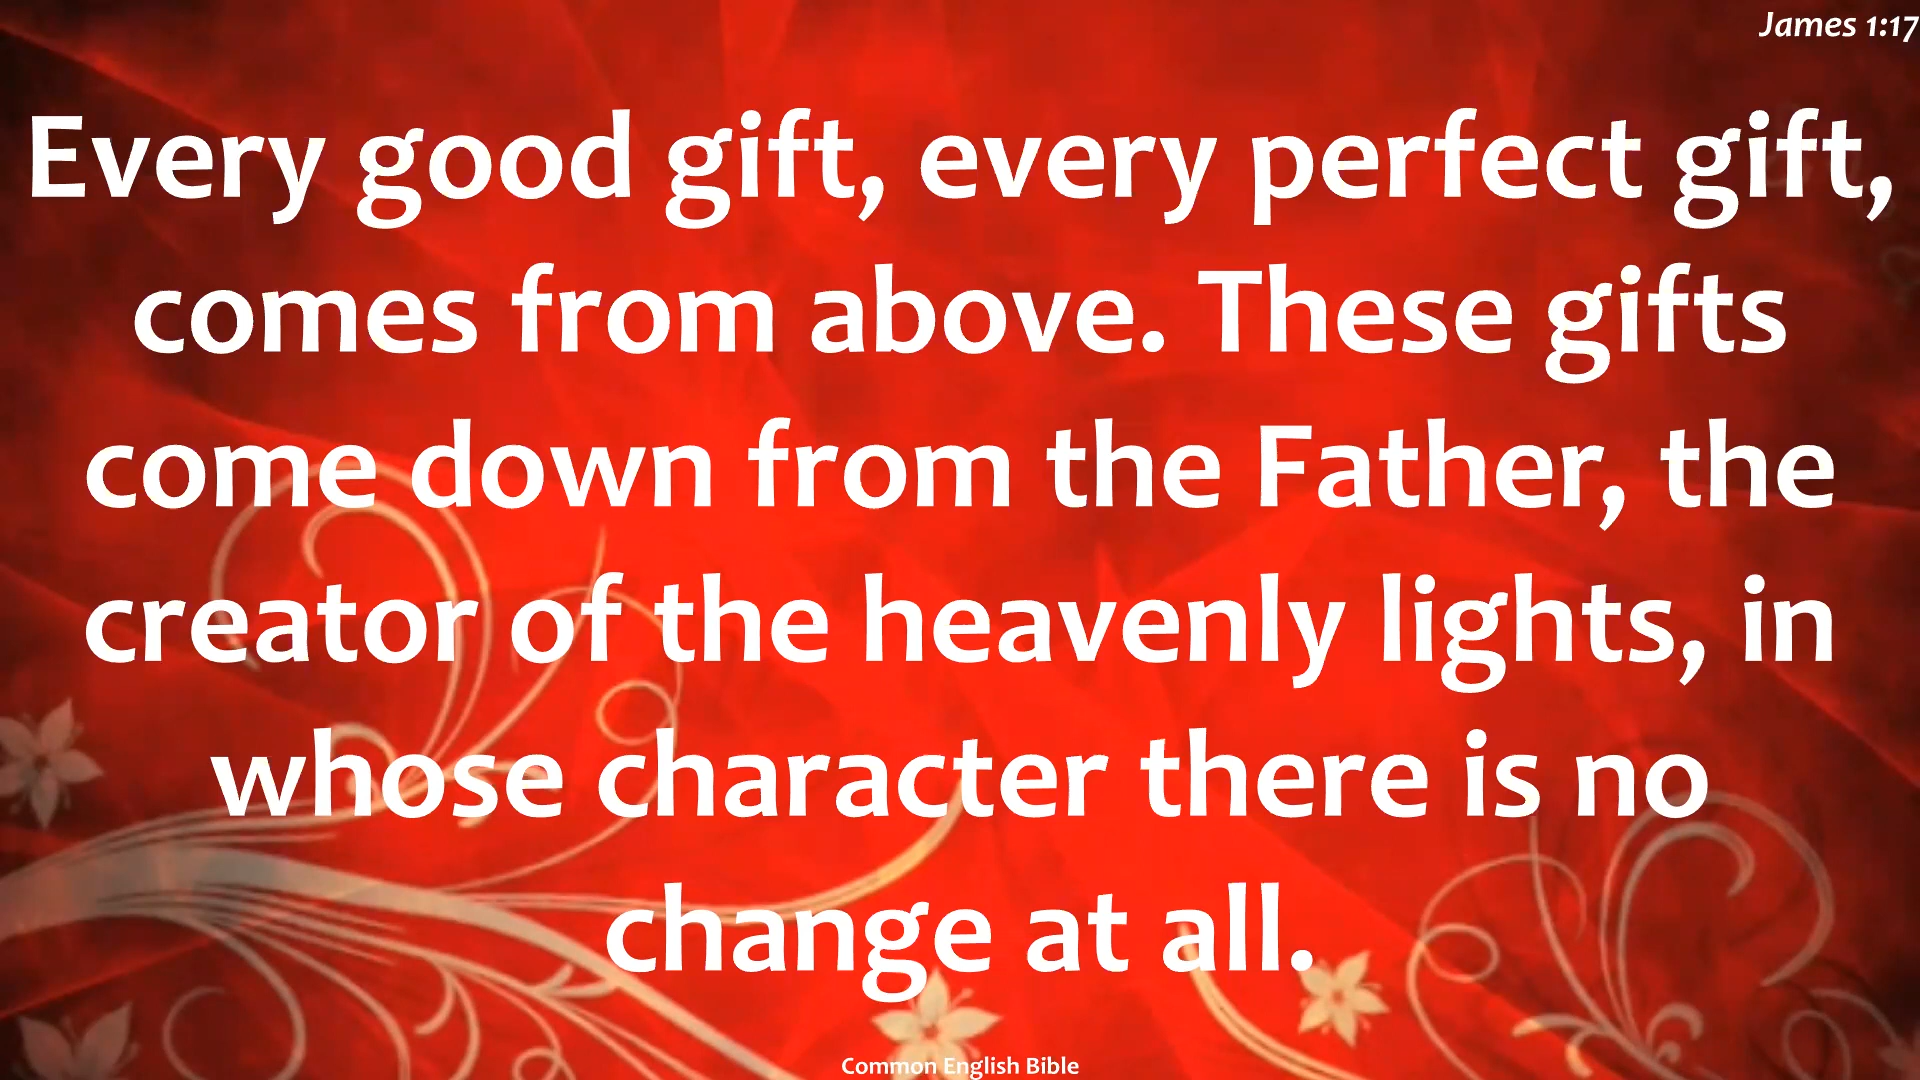 James 1:17
Every good gift, every perfect gift,
comes from above. These gifts
come down from the Father, the
creator of the heavenly lights, in
whose character there is no
change at all.
Common English Bible